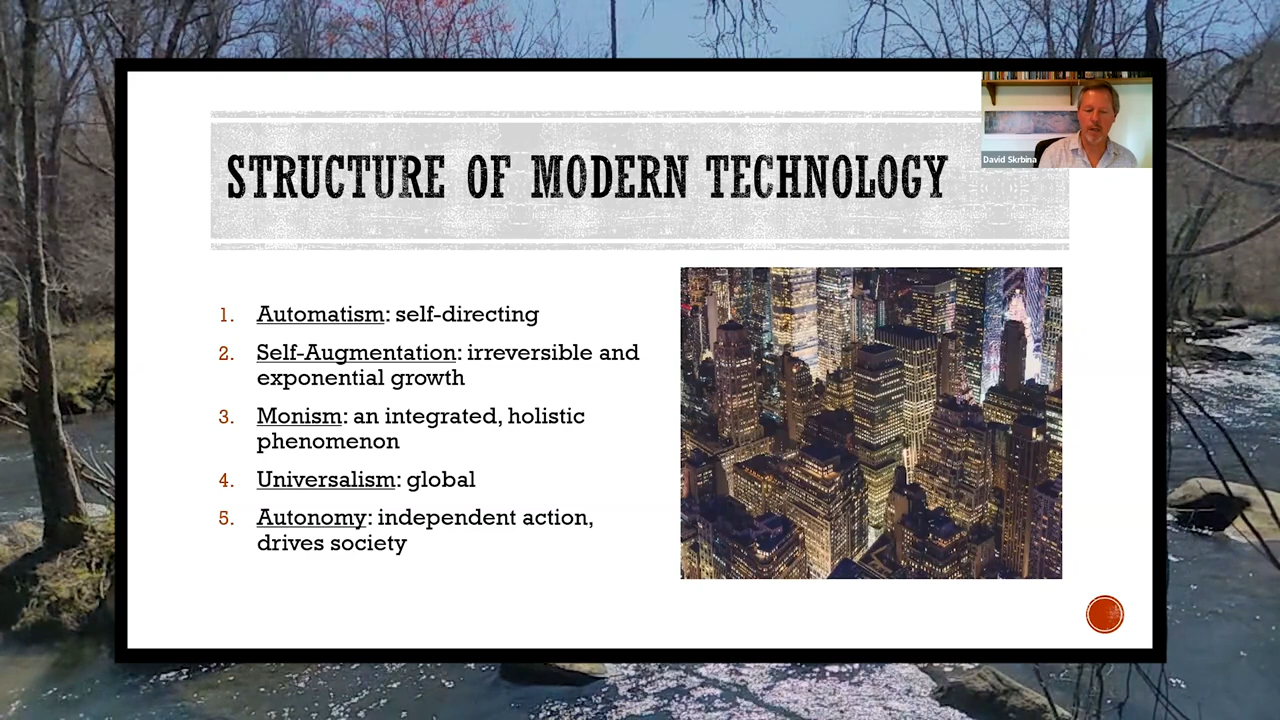 STRUCTURE OF MODERN TECHNOLOGY
David Skrbina
1. Automatism: self-directing
2. Self-Augmentation: irreversible and
exponential growth
3. Monism: an integrated, holistic
phenomenon
4. Universalism: global
5. Autonomy: independent action,
drives society